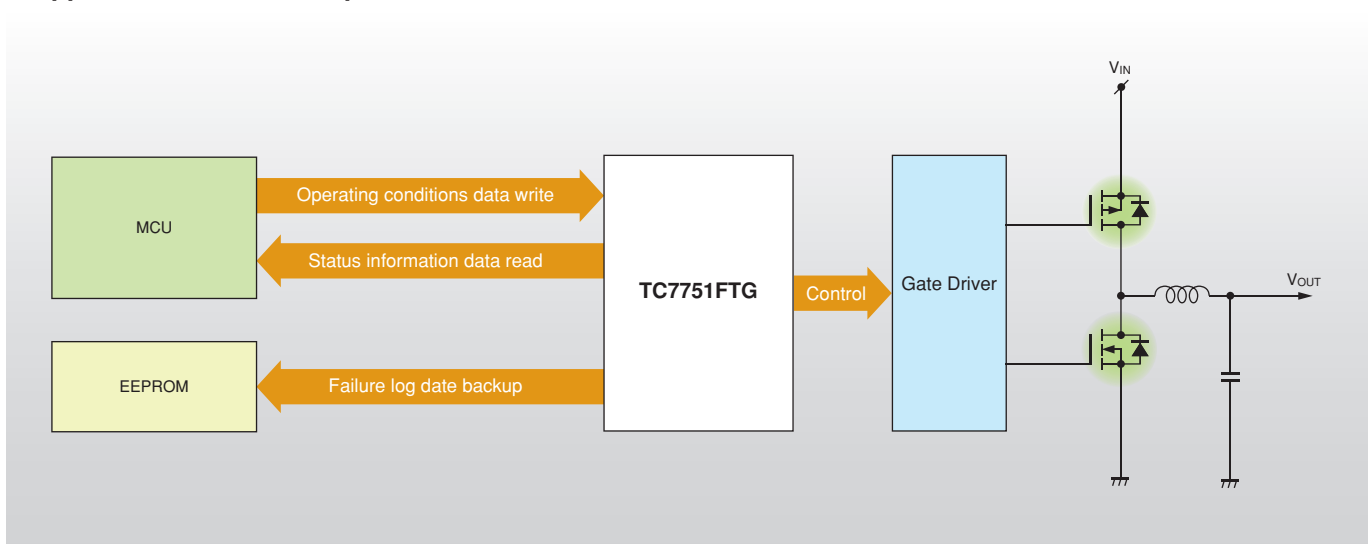 VIN
MCU
Operating conditions data write
Status information data read
TC7751FTG
Control
Gate Driver
VOUT
EEPROM
Failure log date backup